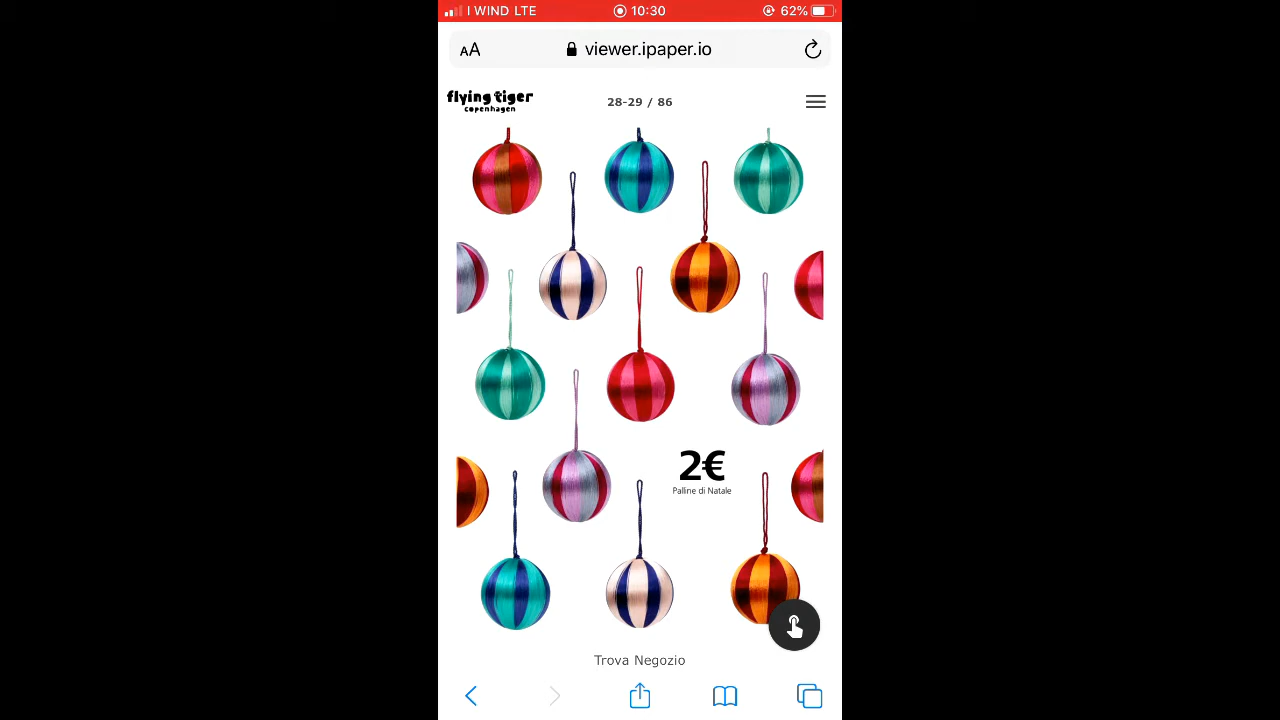 I WIND LTE 10:30 62%
AA viewer.ipaper.io
flying tiger
copenhagen
28-29 / 86
2€
Palline di Natale
Trova Negozio